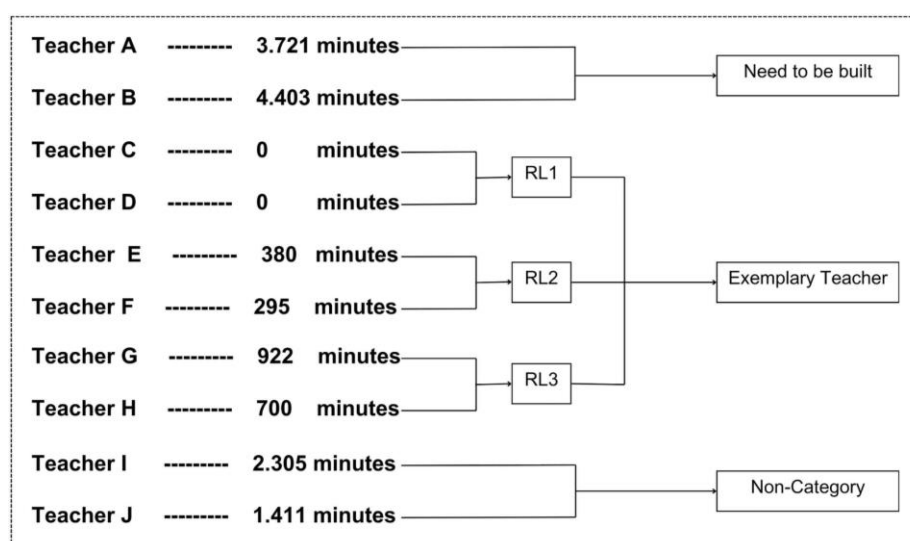 Teacher A --------- 3.721 minutes
Need to be built
Teacher B --------- 4.403 minutes
Teacher C --------- 0 minutes
RL1
Teacher D --------- 0 minutes
Teacher E --------- 380 minutes
RL2
Exemplary Teacher
Teacher F --------- 295 minutes
Teacher G --------- 922 minutes
RL3
Teacher H --------- 700 minutes
Teacher I --------- 2.305 minutes
Non-Category
Teacher J --------- 1.411 minutes